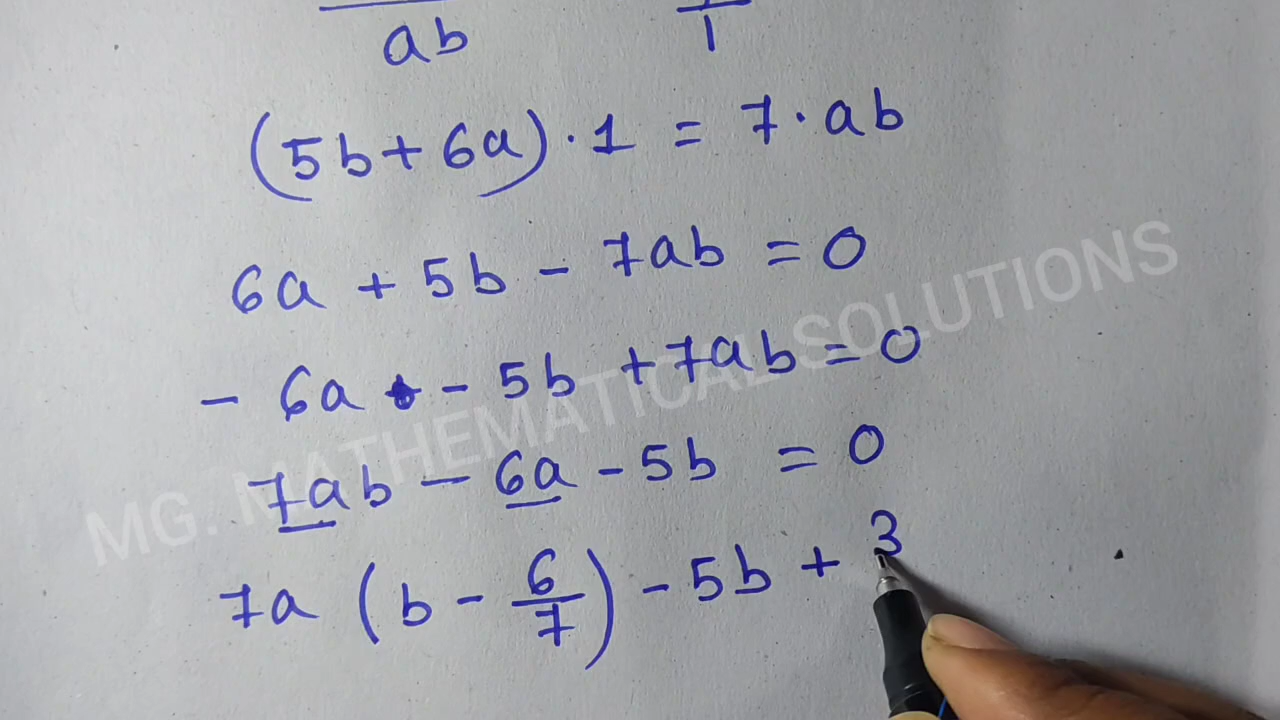 ab 1
(5b + 6a) · 1 = 7 · ab
6a + 5b - 7ab = 0
- 6a - 5b + 7ab = 0
7ab - 6a - 5b = 0
7a (b - 6/7) - 5b + 3
MG. MATHEMATICAL SOLUTIONS